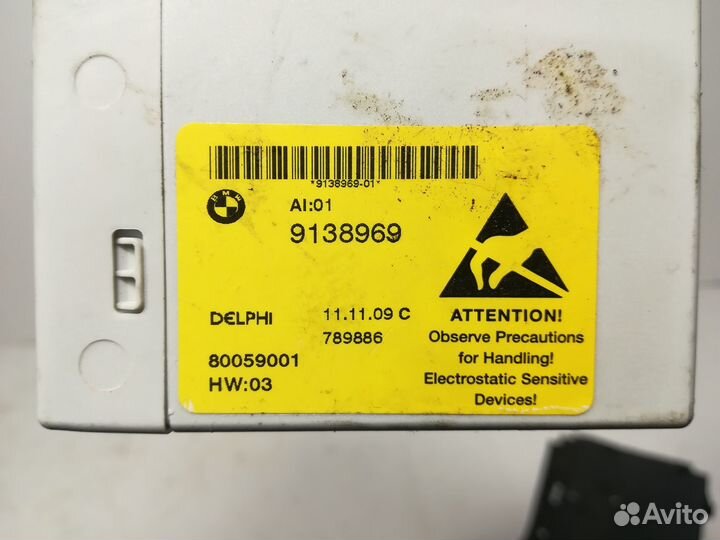 *9138969-01*
BMW
AI:01
9138969
DELPHI
11.11.09 C
789886
80059001
HW:03
ATTENTION!
Observe Precautions
for Handling!
Electrostatic Sensitive
Devices!
Avito